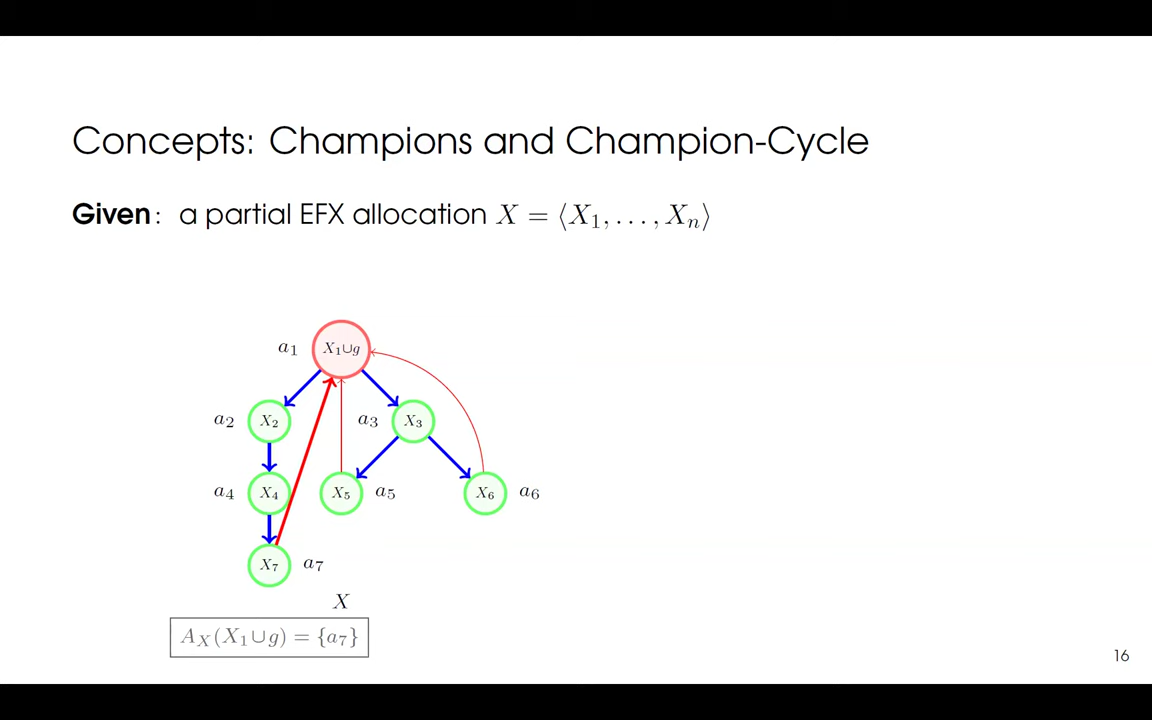 Concepts: Champions and Champion-Cycle
Given: a partial EFX allocation X = ⟨X₁, . . . , Xₙ⟩
a₁ X₁∪g
a₂ X₂ a₃ X₃
a₄ X₄ X₅ a₅ X₆ a₆
X₇ a₇
X
A_X(X₁∪g) = {a₇}
16